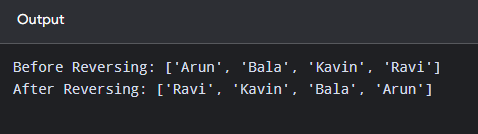 Output
Before Reversing: ['Arun', 'Bala', 'Kavin', 'Ravi']
After Reversing: ['Ravi', 'Kavin', 'Bala', 'Arun']